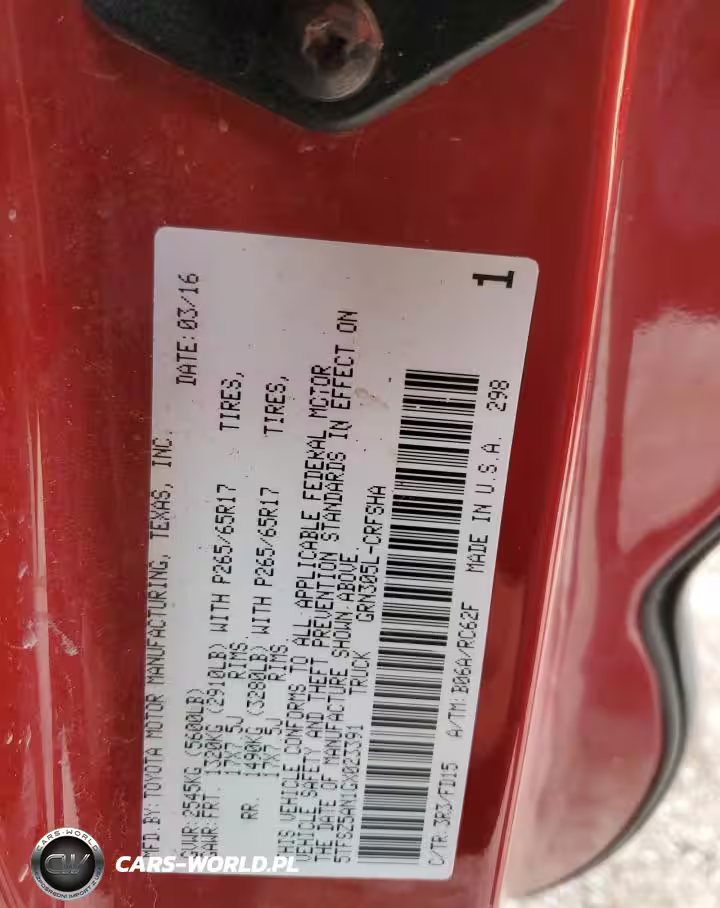 MFD. BY: TOYOTA MOTOR MANUFACTURING, TEXAS, INC.
DATE: 03/16
GVWR: 2545KG (5600LB)
GAWR: FRT. 1320KG (2910LB) WITH P265/65R17 TIRES,
17X7.5J RIMS.
RR. 1490KG (3280LB) WITH P265/65R17 TIRES,
17X7.5J RIMS.
THIS VEHICLE CONFORMS TO ALL APPLICABLE FEDERAL MOTOR
VEHICLE SAFETY AND THEFT PREVENTION STANDARDS IN EFFECT ON
THE DATE OF MANUFACTURE SHOWN ABOVE.
5TFSZ5AN1GX023391 TRUCK GRN305L-CRFSHA
C/TR:3R3/FD15 A/TM: B06A/RC62F MADE IN U.S.A. 298
1
CARS-WORLD
CW
CARS-WORLD.PL